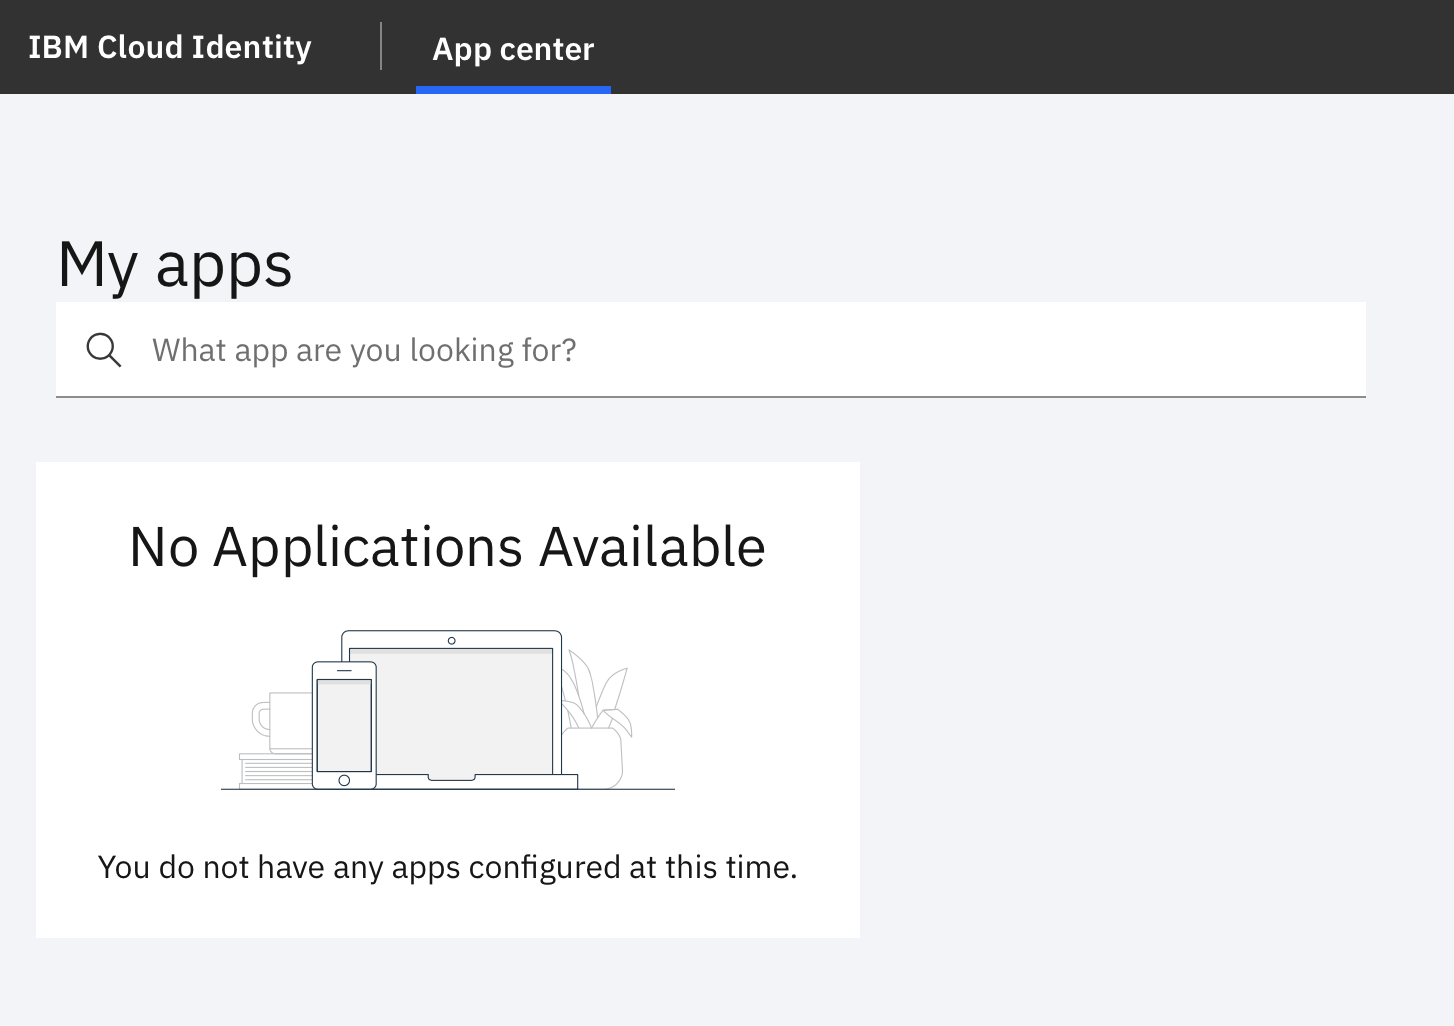 IBM Cloud Identity
App center
My apps
What app are you looking for?
No Applications Available
You do not have any apps configured at this time.